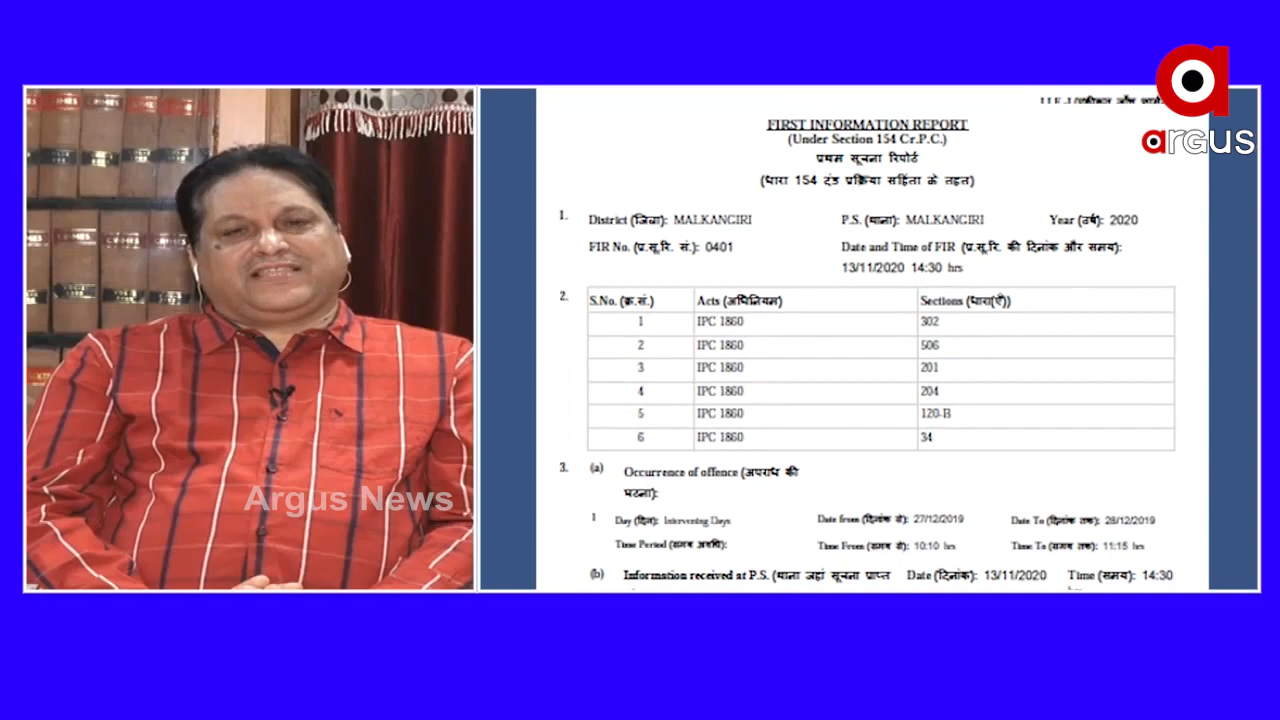 a
argus
CRIMES
CRIMES
CRIMES
FIRST INFORMATION REPORT
(Under Section 154 Cr.P.C.)
प्रथम सूचना रिपोर्ट
(धारा 154 दंड प्रक्रिया संहिता के तहत)
1. District (जिला): MALKANGIRI P.S. (थाना): MALKANGIRI Year (वर्ष): 2020
FIR No. (प्र.सू.रि. सं.): 0401 Date and Time of FIR (प्र.सू.रि. की दिनांक और समय):
13/11/2020 14:30 hrs
2. S.No. (क्र.सं.) Acts (अधिनियम) Sections (धारा(एँ))
1 IPC 1860 302
2 IPC 1860 506
3 IPC 1860 201
4 IPC 1860 204
5 IPC 1860 120-B
6 IPC 1860 34
3. (a) Occurrence of offence (अपराध की
घटना):
1 Day (दिन): Intervening Days Date from (दिनांक से): 27/12/2019 Date To (दिनांक तक): 28/12/2019
Time Period (समय अवधि): Time From (समय से): 10:10 hrs Time To (समय तक): 11:15 hrs
(b) Information received at P.S. (थाना जहां सूचना प्राप्त Date (दिनांक): 13/11/2020 Time (समय): 14:30
Argus News